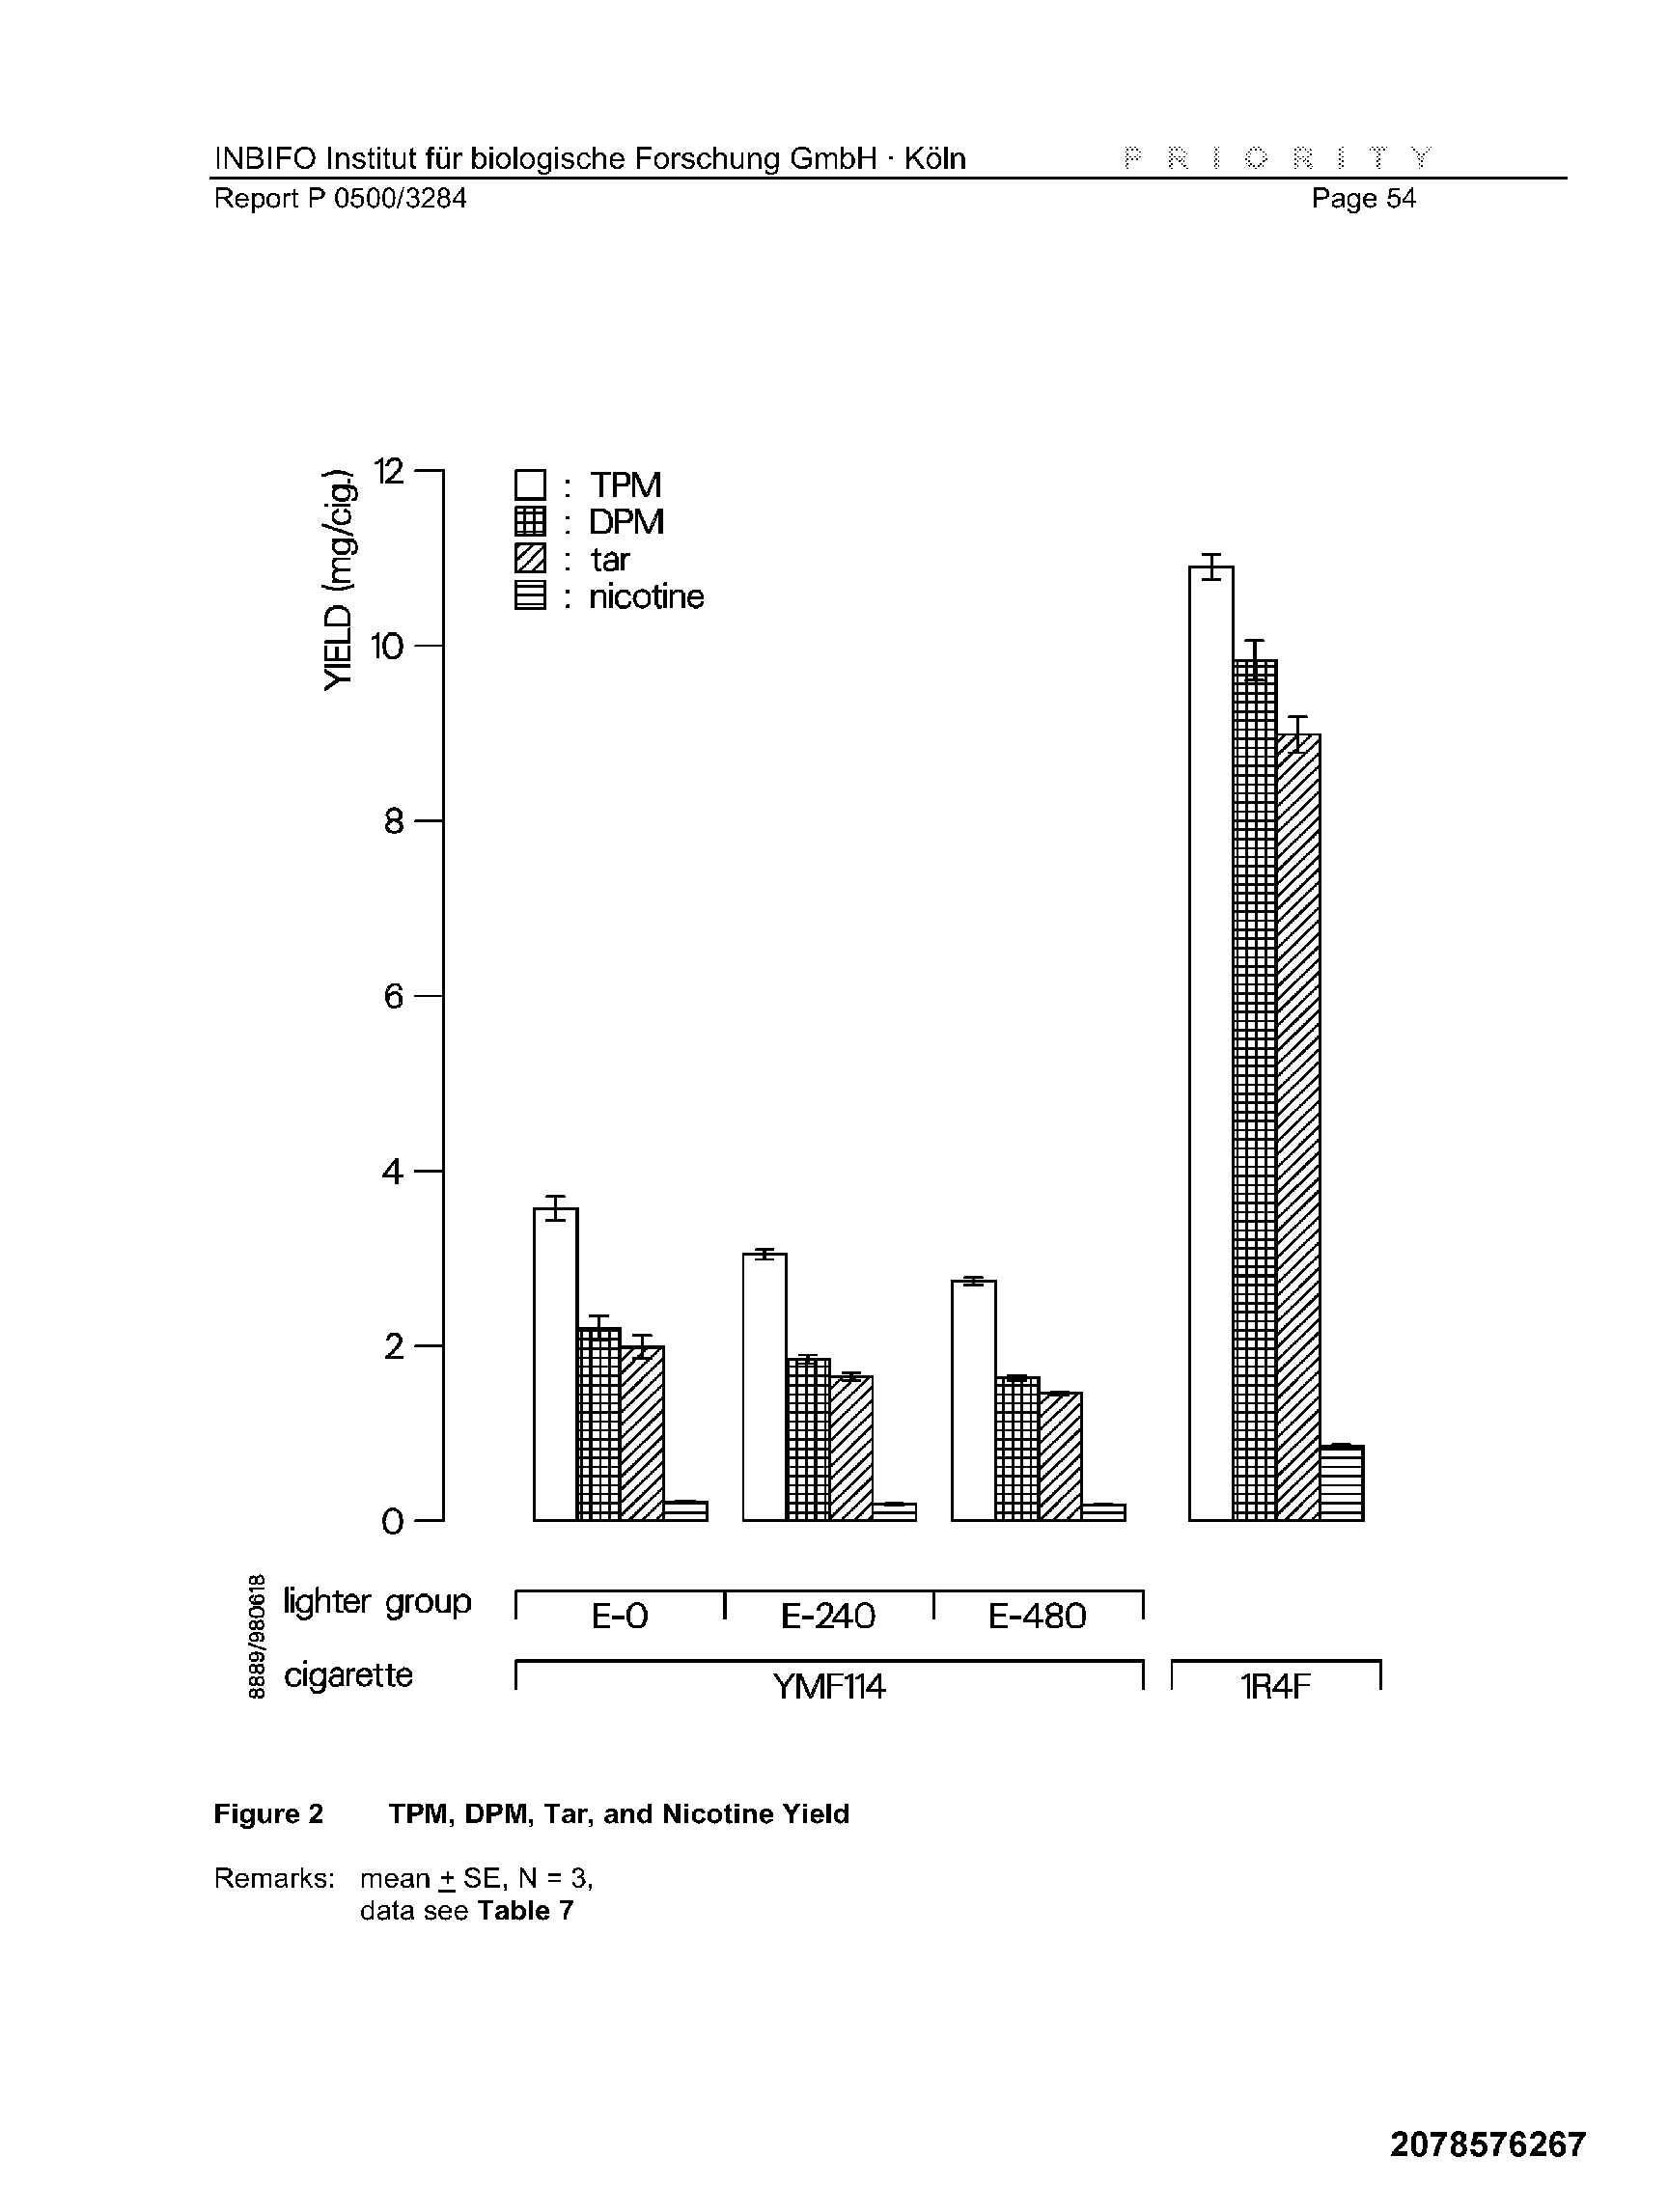 INBIFO Institut für biologische Forschung GmbH · Köln PRIORITY
Report P 0500/3284 Page 54
YIELD (mg/cig.)
12
10
8
6
4
2
0
: TPM
: DPM
: tar
: nicotine
lighter group E-0 E-240 E-480
cigarette YMF114 1R4F
8889/980618
Figure 2 TPM, DPM, Tar, and Nicotine Yield
Remarks: mean ± SE, N = 3,
data see Table 7
2078576267